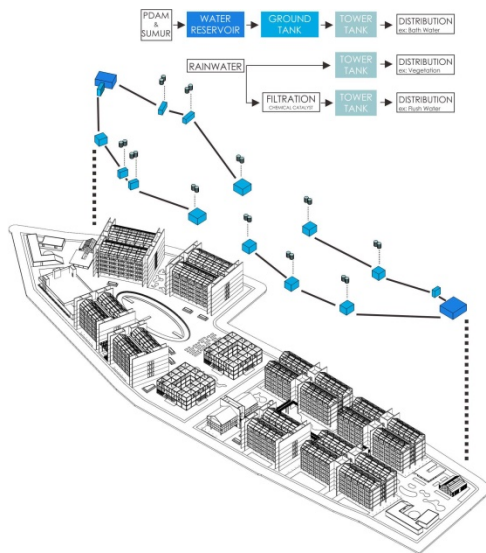 PDAM
& SUMUR
WATER
RESERVOIR
GROUND
TANK
TOWER
TANK
DISTRIBUTION
ex: Bath Water
RAINWATER
TOWER
TANK
DISTRIBUTION
ex: Vegetation
FILTRATION
CHEMICAL CATALYST
TOWER
TANK
DISTRIBUTION
ex: Flush Water